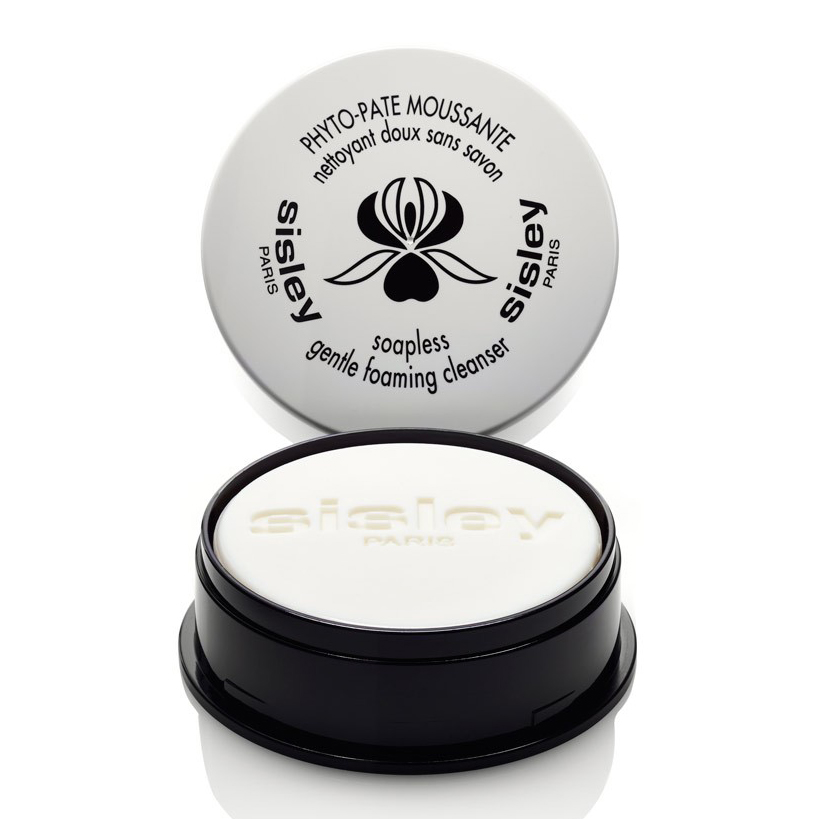 PHYTO-PATE MOUSSANTE
nettoyant doux sans savon
sisley
PARIS
sisley
PARIS
soapless
gentle foaming cleanser
sisley
PARIS